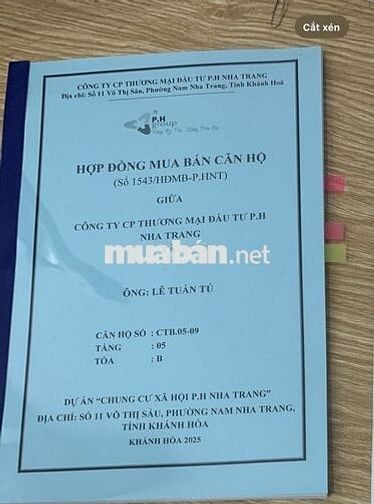 Cắt xén
CÔNG TY CP THƯƠNG MẠI ĐẦU TƯ P.H NHA TRANG
Địa chỉ: Số 11 Võ Thị Sáu, Phường Nam Nha Trang, Tỉnh Khánh Hoà
P.H
group
HỢP ĐỒNG MUA BÁN CĂN HỘ
(Số 1543/HĐMB-P.HNT)
GIỮA
CÔNG TY CP THƯƠNG MẠI ĐẦU TƯ P.H
NHA TRANG
muabán.net
ÔNG: LÊ TUẤN TÚ
CĂN HỘ SỐ : CTB.05-09
TẦNG : 05
TÒA : B
DỰ ÁN “CHUNG CƯ XÃ HỘI P.H NHA TRANG”
ĐỊA CHỈ: SỐ 11 VÕ THỊ SÁU, PHƯỜNG NAM NHA TRANG,
TỈNH KHÁNH HÒA
KHÁNH HÒA 2025